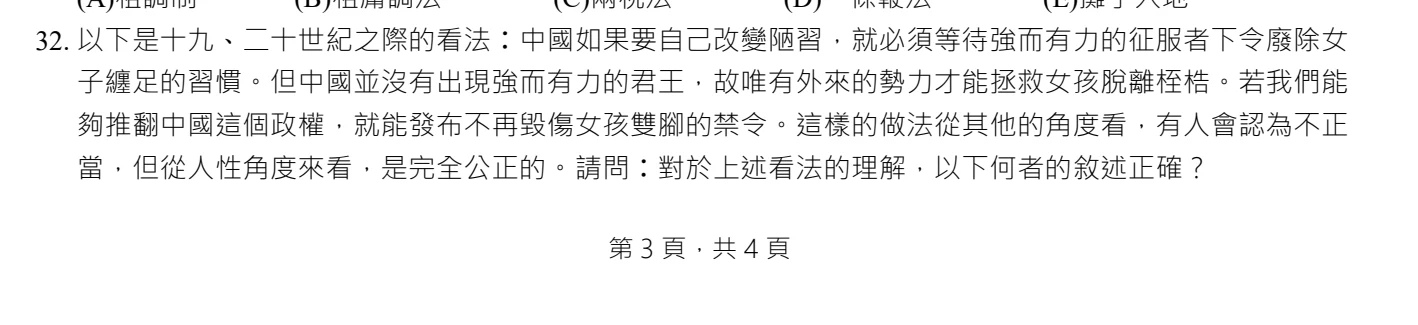 32. 以下是十九、二十世紀之際的看法：中國如果要自己改變陋習，就必須等待強而有力的征服者下令廢除女
子纏足的習慣。但中國並沒有出現強而有力的君王，故唯有外來的勢力才能拯救女孩脫離桎梏。若我們能
夠推翻中國這個政權，就能發布不再毀傷女孩雙腳的禁令。這樣的做法從其他的角度看，有人會認為不正
當，但從人性角度來看，是完全公正的。請問：對於上述看法的理解，以下何者的敘述正確？
第 3 頁，共 4 頁